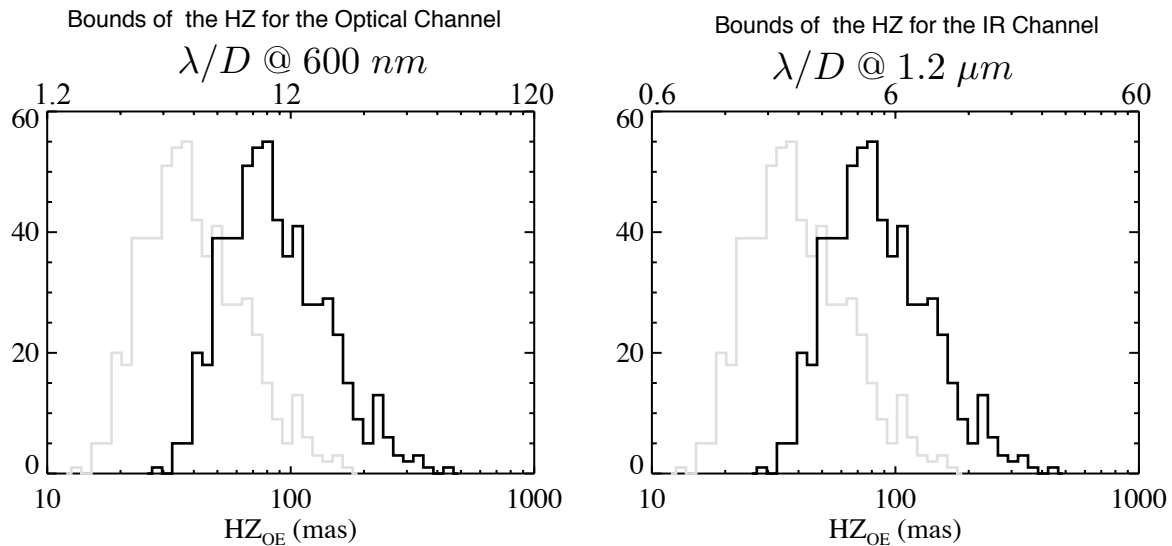 Bounds of  the HZ for the Optical Channel
λ/D @ 600 nm
1.2 12 120
60
40
20
0
10 100 1000
HZOE (mas)
Bounds of  the HZ for the IR Channel
λ/D @ 1.2 μm
0.6 6 60
60
40
20
0
10 100 1000
HZOE (mas)